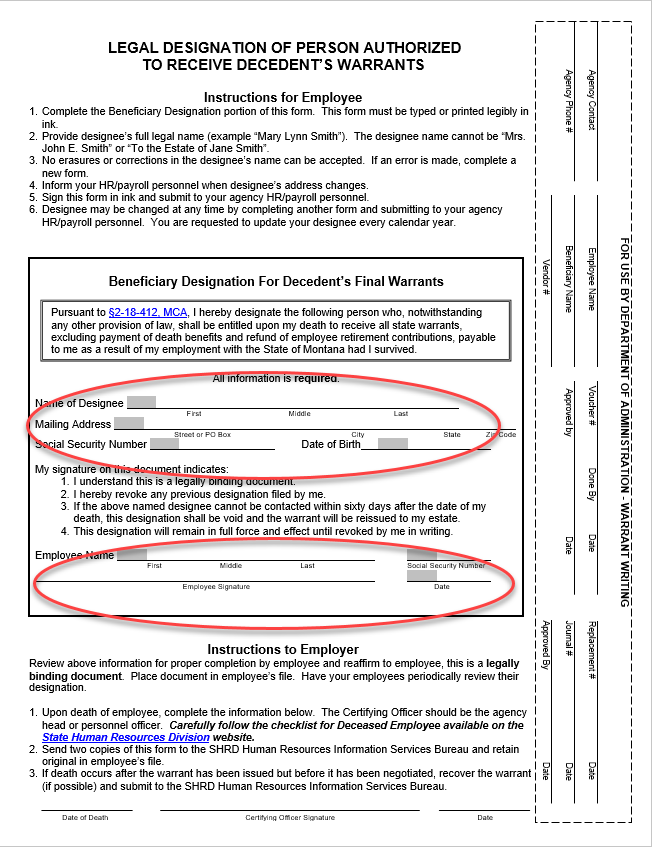 LEGAL DESIGNATION OF PERSON AUTHORIZED
TO RECEIVE DECEDENT'S WARRANTS
Instructions for Employee
1. Complete the Beneficiary Designation portion of this form. This form must be typed or printed legibly in
ink.
2. Provide designee's full legal name (example "Mary Lynn Smith"). The designee name cannot be "Mrs.
John E. Smith" or "To the Estate of Jane Smith".
3. No erasures or corrections in the designee's name can be accepted. If an error is made, complete a
new form.
4. Inform your HR/payroll personnel when designee's address changes.
5. Sign this form in ink and submit to your agency HR/payroll personnel.
6. Designee may be changed at any time by completing another form and submitting to your agency
HR/payroll personnel. You are requested to update your designee every calendar year.
Beneficiary Designation For Decedent's Final Warrants
Pursuant to §2-18-412, MCA, I hereby designate the following person who, notwithstanding
any other provision of law, shall be entitled upon my death to receive all state warrants,
excluding payment of death benefits and refund of employee retirement contributions, payable
to me as a result of my employment with the State of Montana had I survived.
All information is required.
Name of Designee
First Middle Last
Mailing Address
Street or PO Box City State Zip Code
Social Security Number Date of Birth
My signature on this document indicates:
1. I understand this is a legally binding document.
2. I hereby revoke any previous designation filed by me.
3. If the above named designee cannot be contacted within sixty days after the date of my
death, this designation shall be void and the warrant will be reissued to my estate.
4. This designation will remain in full force and effect until revoked by me in writing.
Employee Name
First Middle Last Social Security Number
Employee Signature Date
Instructions to Employer
Review above information for proper completion by employee and reaffirm to employee, this is a legally
binding document. Place document in employee's file. Have your employees periodically review their
designation.
1. Upon death of employee, complete the information below. The Certifying Officer should be the agency
head or personnel officer. Carefully follow the checklist for Deceased Employee available on the
State Human Resources Division website.
2. Send two copies of this form to the SHRD Human Resources Information Services Bureau and retain
original in employee's file.
3. If death occurs after the warrant has been issued but before it has been negotiated, recover the warrant
(if possible) and submit to the SHRD Human Resources Information Services Bureau.
Date of Death Certifying Officer Signature Date
FOR USE BY DEPARTMENT OF ADMINISTRATION - WARRANT WRITING
Agency Contact Employee Name Voucher # Done By Date Replacement # Date
Agency Phone # Beneficiary Name Approved by Date Journal # Date
Vendor # Approved By Date